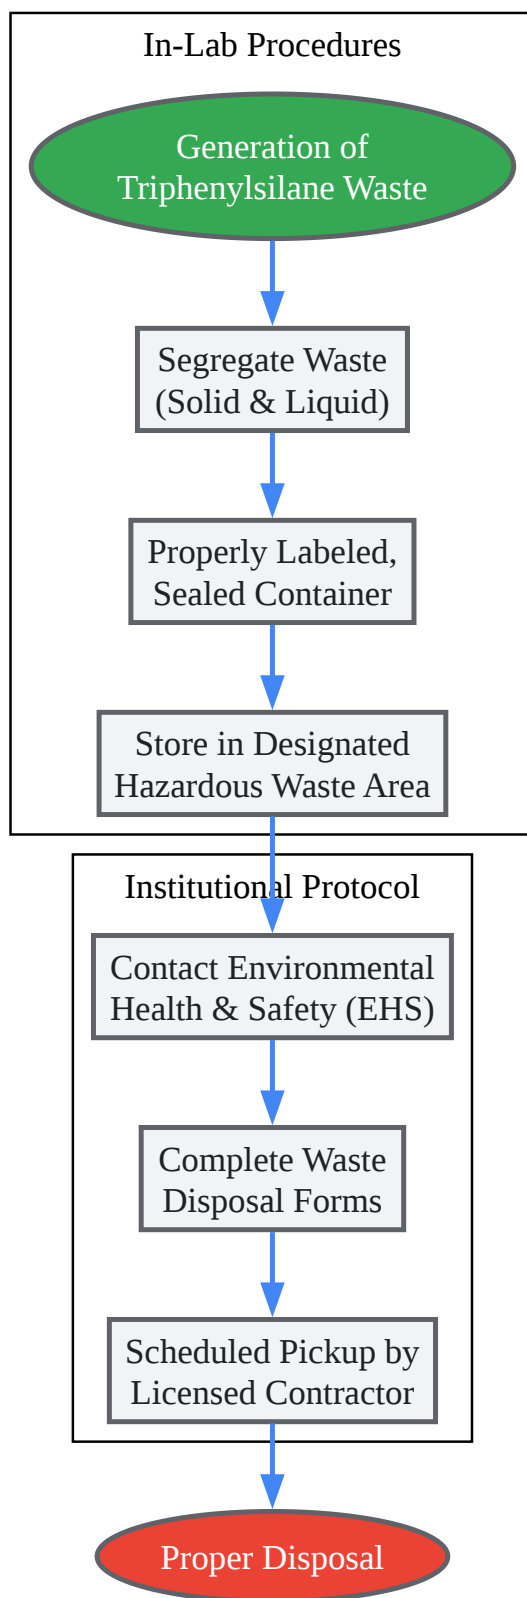 In-Lab Procedures
Generation of
Triphenylsilane Waste
Segregate Waste
(Solid & Liquid)
Properly Labeled,
Sealed Container
Store in Designated
Hazardous Waste Area
Institutional Protocol
Contact Environmental
Health & Safety (EHS)
Complete Waste
Disposal Forms
Scheduled Pickup by
Licensed Contractor
Proper Disposal